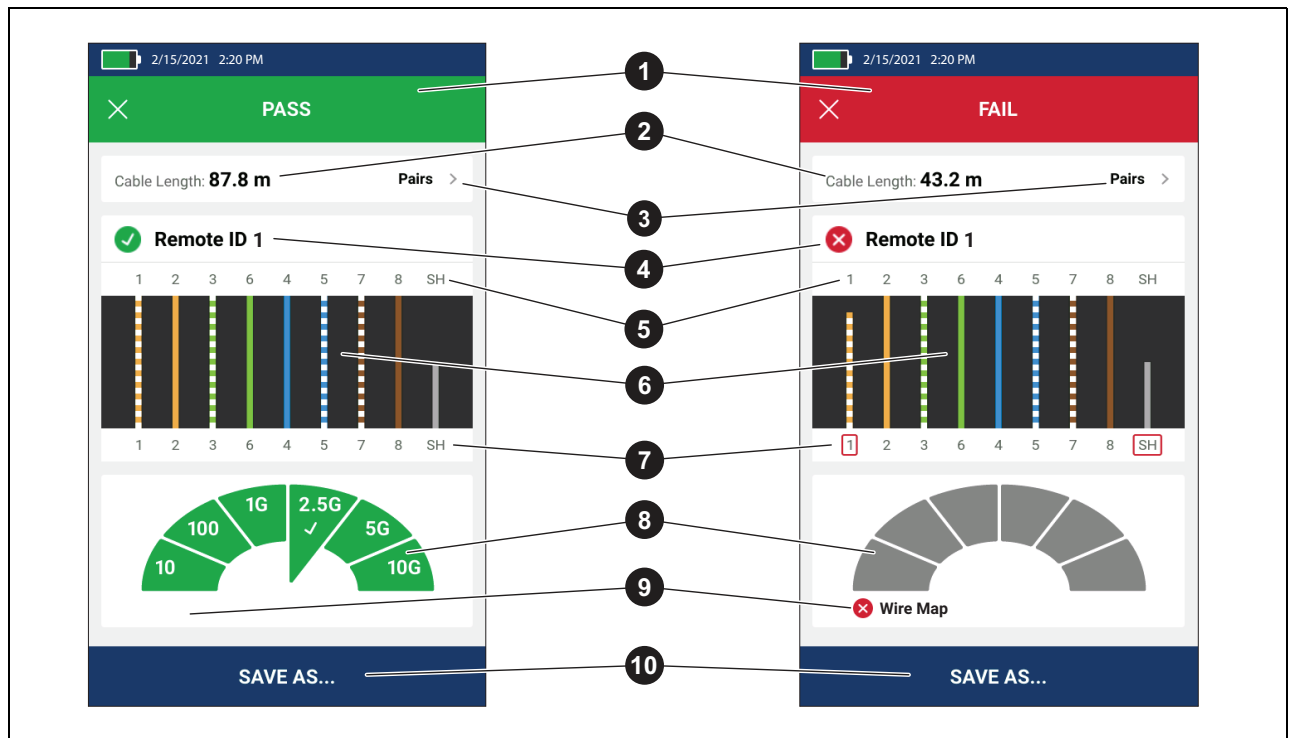 2/15/2021 2:20 PM
PASS
Cable Length: 87.8 m
Pairs >
Remote ID 1
1 2 3 6 4 5 7 8 SH
1 2 3 6 4 5 7 8 SH
10
100
1G
2.5G
5G
10G
SAVE AS...
1
2
3
4
5
6
7
8
9
10
2/15/2021 2:20 PM
FAIL
Cable Length: 43.2 m
Pairs >
Remote ID 1
1 2 3 6 4 5 7 8 SH
1 2 3 6 4 5 7 8 SH
Wire Map
SAVE AS...